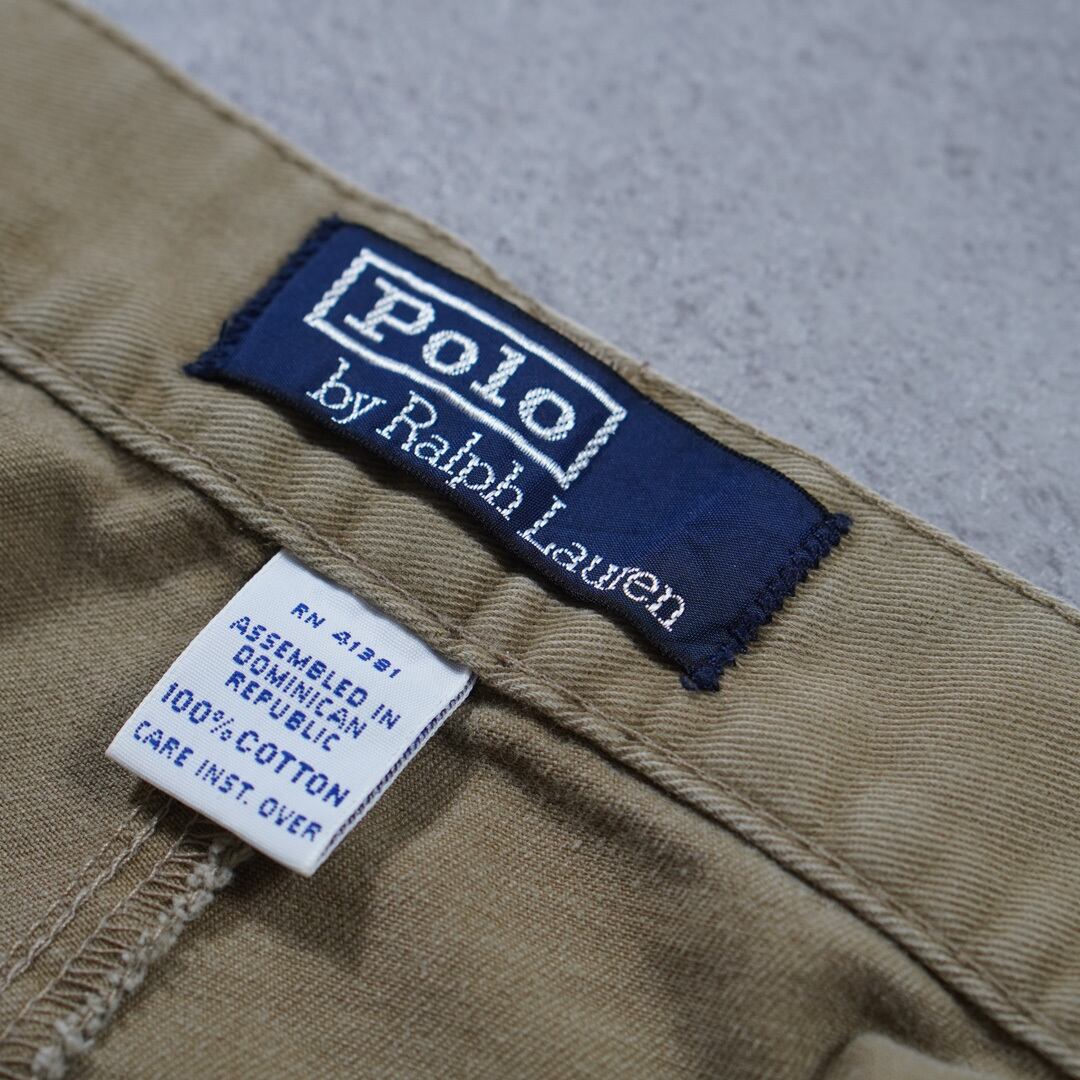 Polo
by Ralph Lauren
RN 41381
ASSEMBLED IN
DOMINICAN
REPUBLIC
100% COTTON
CARE INST. OVER